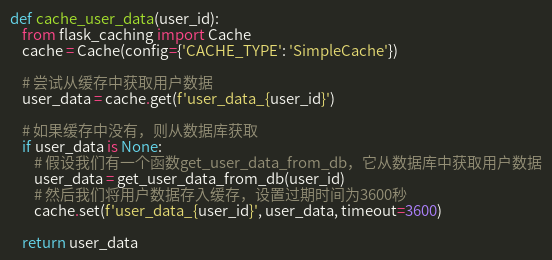 def cache_user_data(user_id):
    from flask_caching import Cache
    cache = Cache(config={'CACHE_TYPE': 'SimpleCache'})
    # 尝试从缓存中获取用户数据
    user_data = cache.get(f'user_data_{user_id}')
    # 如果缓存中没有，则从数据库获取
    if user_data is None:
        # 假设我们有一个函数get_user_data_from_db，它从数据库中获取用户数据
        user_data = get_user_data_from_db(user_id)
        # 然后我们将用户数据存入缓存，设置过期时间为3600秒
        cache.set(f'user_data_{user_id}', user_data, timeout=3600)
    return user_data